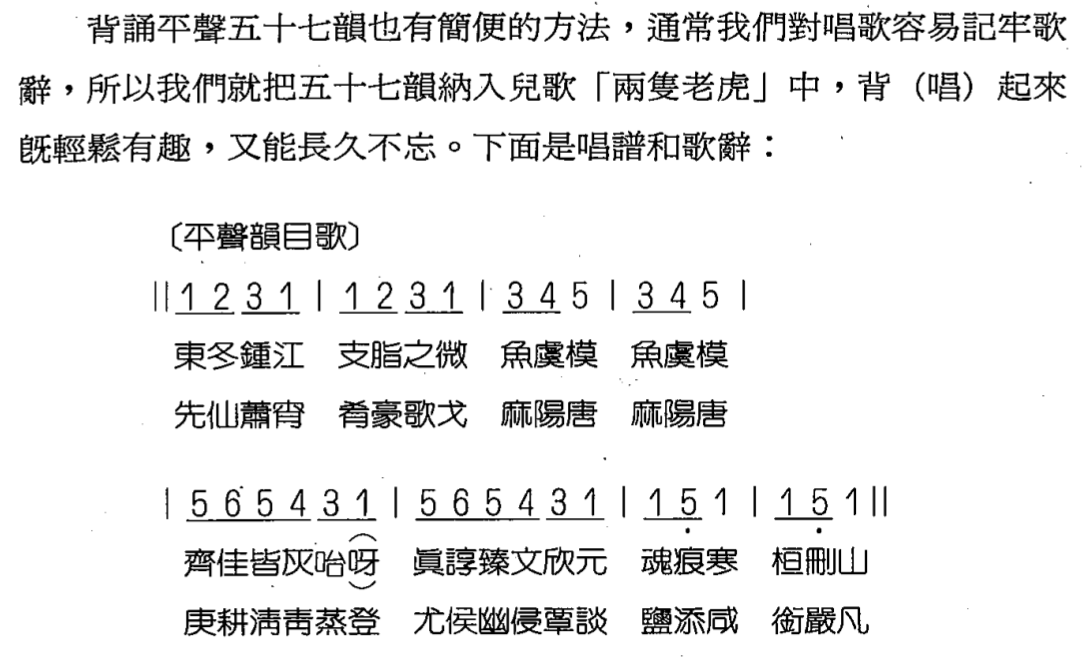 背誦平聲五十七韻也有簡便的方法，通常我們對唱歌容易記牢歌
辭，所以我們就把五十七韻納入兒歌「兩隻老虎」中，背（唱）起來
旣輕鬆有趣，又能長久不忘。下面是唱譜和歌辭：
〔平聲韻目歌〕
||1 2 3 1 | 1 2 3 1 | 3 4 5 | 3 4 5 |
東冬鍾江 支脂之微 魚虞模 魚虞模
先仙蕭宵 肴豪歌戈 麻陽唐 麻陽唐
| 5 6 5 4 3 1 | 5 6 5 4 3 1 | 1 5̣ 1 | 1 5̣ 1||
齊佳皆灰咍(呀) 眞諄臻文欣元 魂痕寒 桓刪山
庚耕淸靑蒸登 尤侯幽侵覃談 鹽添咸 銜嚴凡